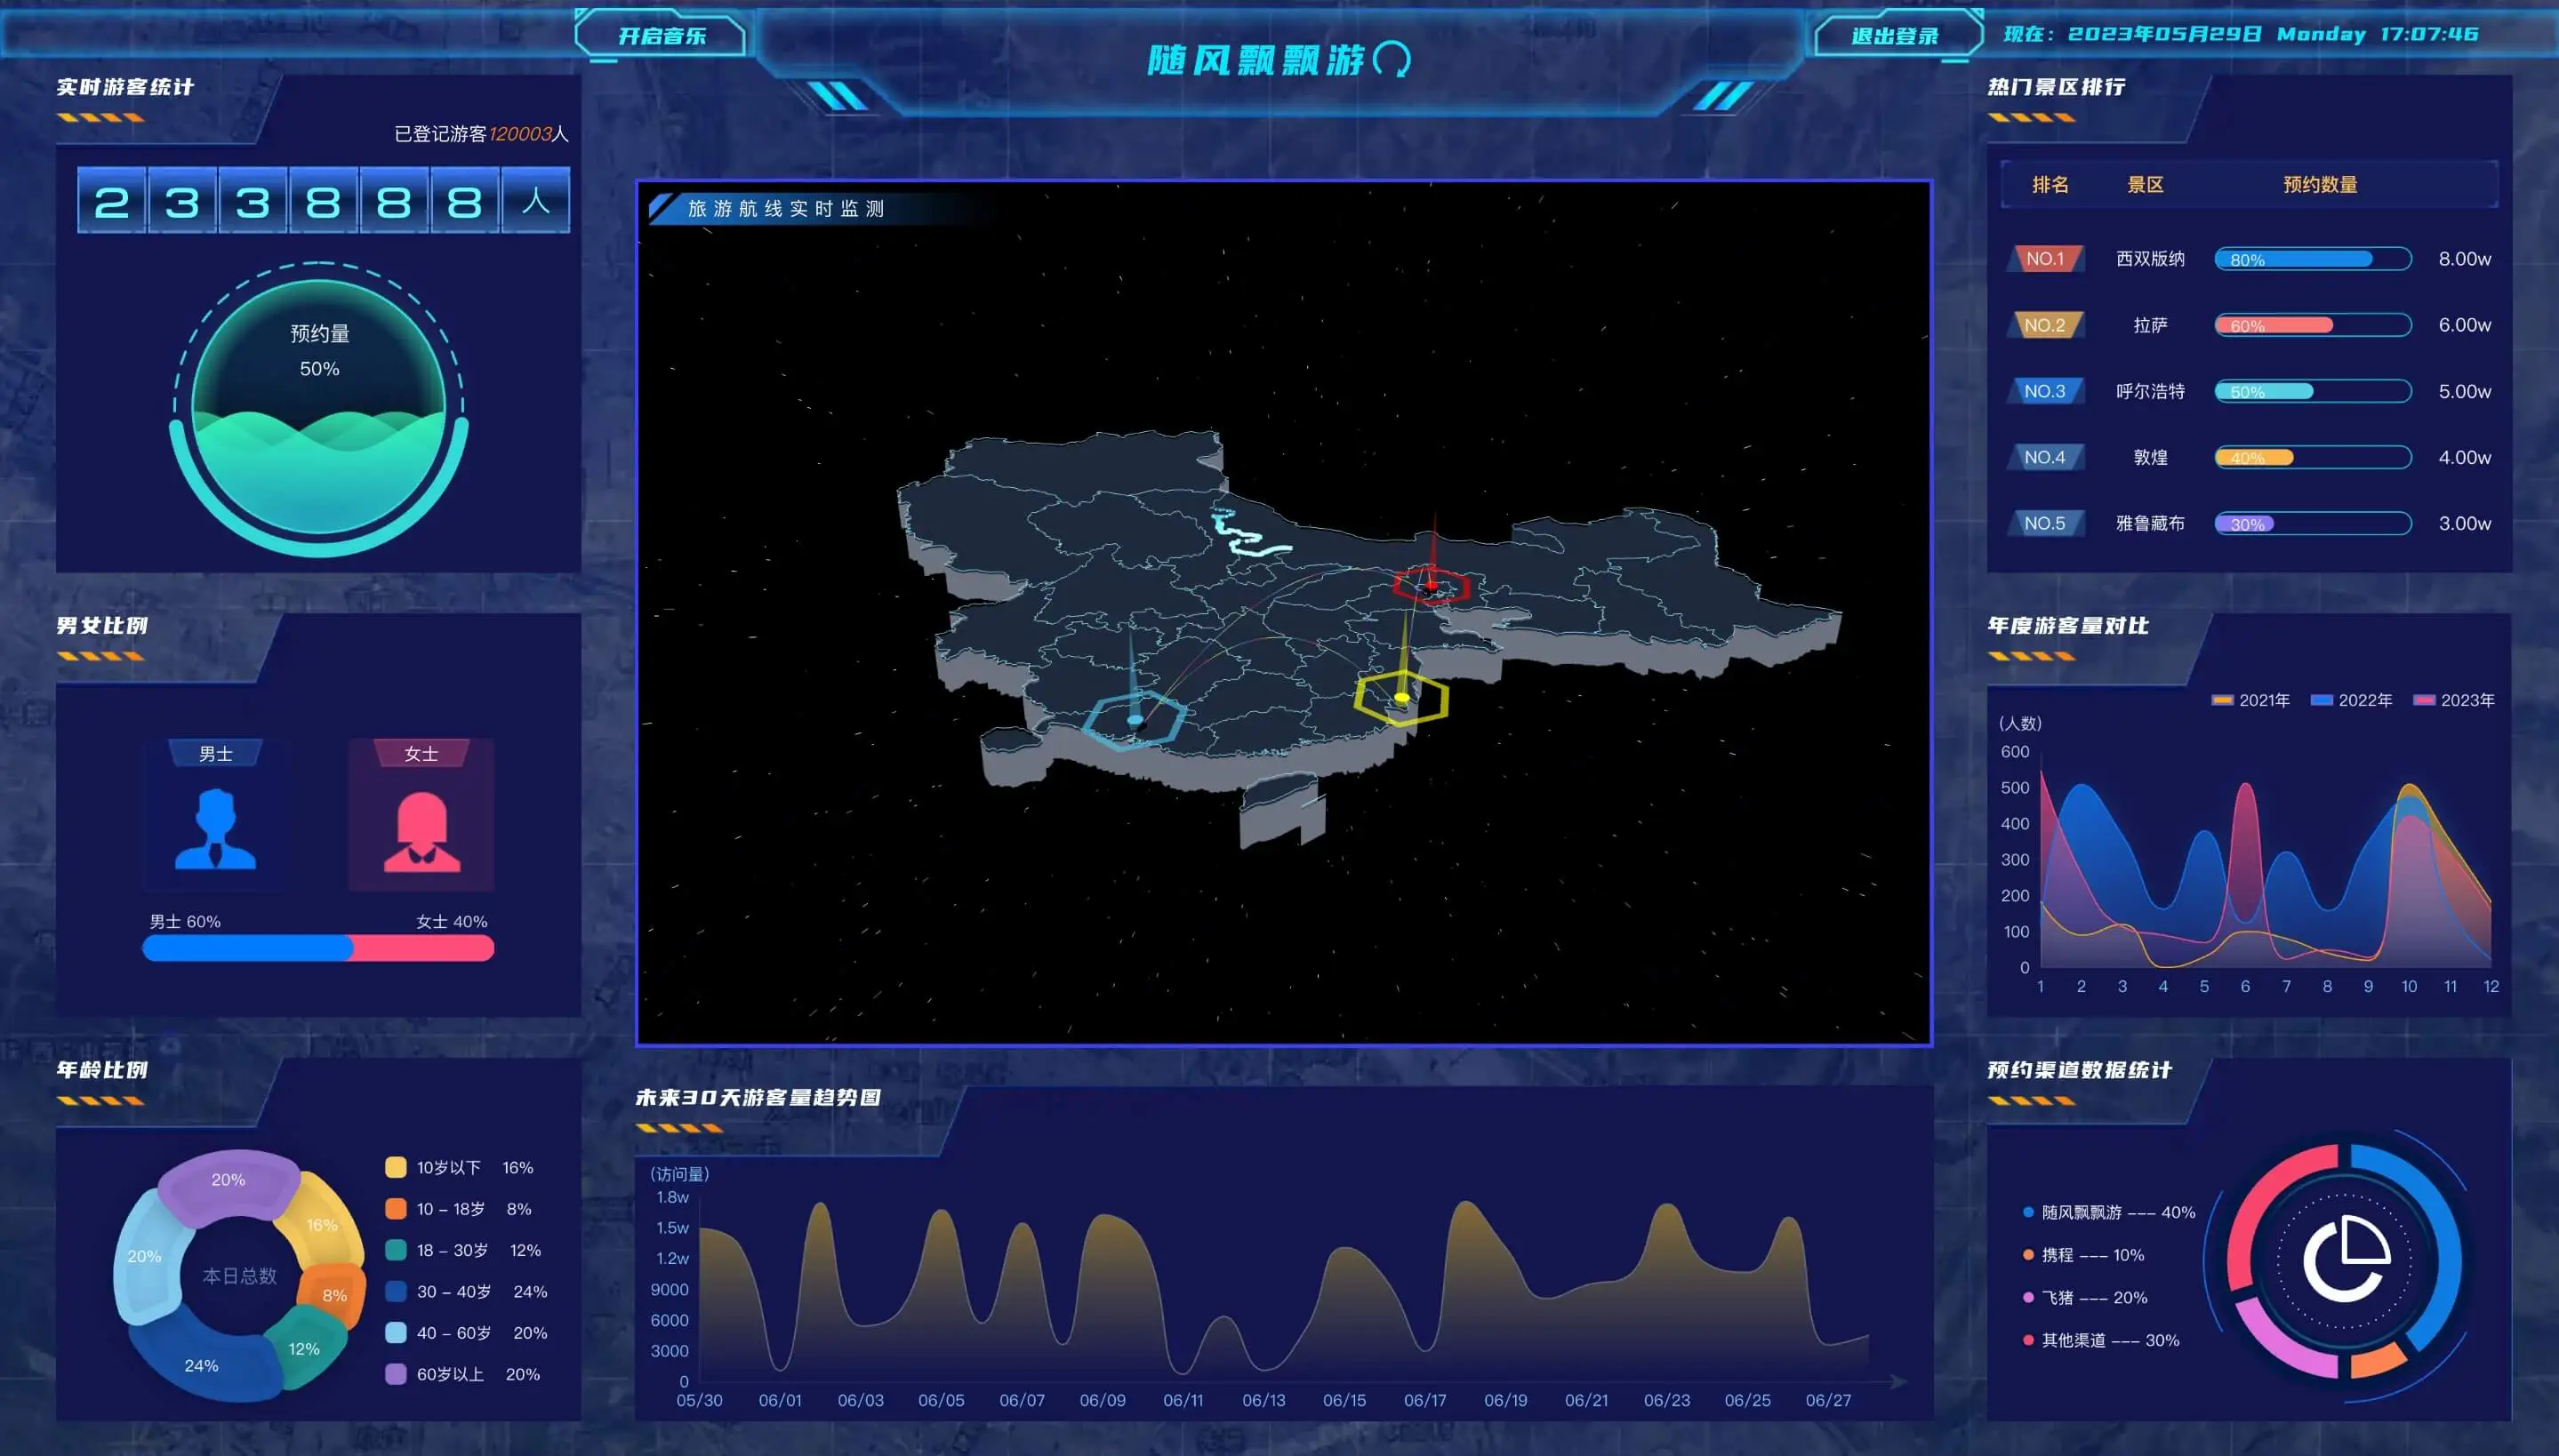 开启音乐
随风飘飘游
退出登录
现在：2023年05月29日 Monday 17:07:46
实时游客统计
已登记游客120003人
2 3 3 8 8 8 人
预约量
50%
男女比例
男士
女士
男士 60%
女士 40%
年龄比例
20%
16%
20%
8%
12%
24%
本日总数
10岁以下 16%
10 – 18岁 8%
18 – 30岁 12%
30 – 40岁 24%
40 – 60岁 20%
60岁以上 20%
旅游航线实时监测
未来30天游客量趋势图
(访问量)
1.8w
1.5w
1.2w
9000
6000
3000
0
05/30 06/01 06/03 06/05 06/07 06/09 06/11 06/13 06/15 06/17 06/19 06/21 06/23 06/25 06/27
热门景区排行
排名 景区 预约数量
NO.1 西双版纳 80% 8.00w
NO.2 拉萨 60% 6.00w
NO.3 呼尔浩特 50% 5.00w
NO.4 敦煌 40% 4.00w
NO.5 雅鲁藏布 30% 3.00w
年度游客量对比
2021年 2022年 2023年
(人数)
600
500
400
300
200
100
0
1 2 3 4 5 6 7 8 9 10 11 12
预约渠道数据统计
随风飘飘游 --- 40%
携程 --- 10%
飞猪 --- 20%
其他渠道 --- 30%